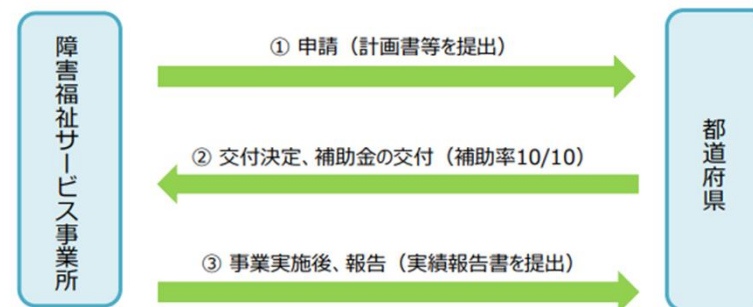 障害福祉サービス事業所
① 申請（計画書等を提出）
② 交付決定、補助金の交付（補助率10/10）
③ 事業実施後、報告（実績報告書を提出）
都道府県